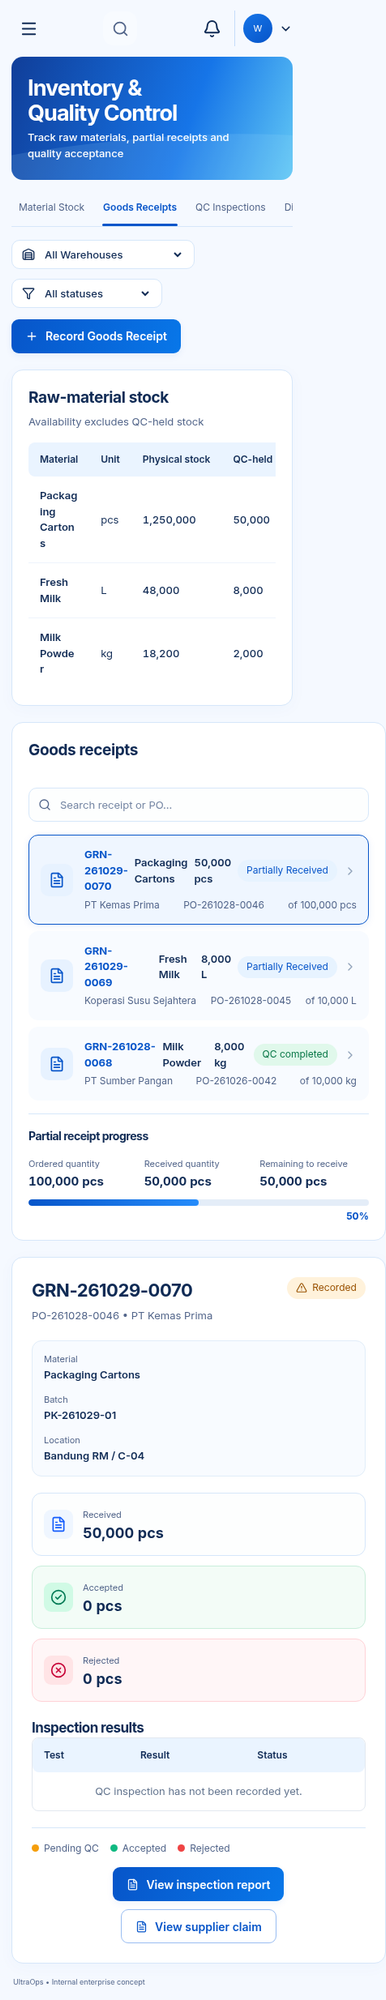 W
Inventory &
Quality Control
Track raw materials, partial receipts and
quality acceptance
Material Stock Goods Receipts QC Inspections Di
All Warehouses
All statuses
+ Record Goods Receipt
Raw-material stock
Availability excludes QC-held stock
Material Unit Physical stock QC-held
Packag
ing
Carton
s
pcs 1,250,000 50,000
Fresh
Milk
L 48,000 8,000
Milk
Powde
r
kg 18,200 2,000
Goods receipts
Search receipt or PO...
GRN-
261029-
0070
Packaging
Cartons
50,000
pcs
Partially Received
PT Kemas Prima PO-261028-0046 of 100,000 pcs
GRN-
261029-
0069
Fresh
Milk
8,000
L
Partially Received
Koperasi Susu Sejahtera PO-261028-0045 of 10,000 L
GRN-261028-
0068
Milk
Powder
8,000
kg
QC completed
PT Sumber Pangan PO-261026-0042 of 10,000 kg
Partial receipt progress
Ordered quantity Received quantity Remaining to receive
100,000 pcs 50,000 pcs 50,000 pcs
50%
GRN-261029-0070
Recorded
PO-261028-0046 • PT Kemas Prima
Material
Packaging Cartons
Batch
PK-261029-01
Location
Bandung RM / C-04
Received
50,000 pcs
Accepted
0 pcs
Rejected
0 pcs
Inspection results
Test Result Status
QC inspection has not been recorded yet.
Pending QC Accepted Rejected
View inspection report
View supplier claim
UltraOps • Internal enterprise concept